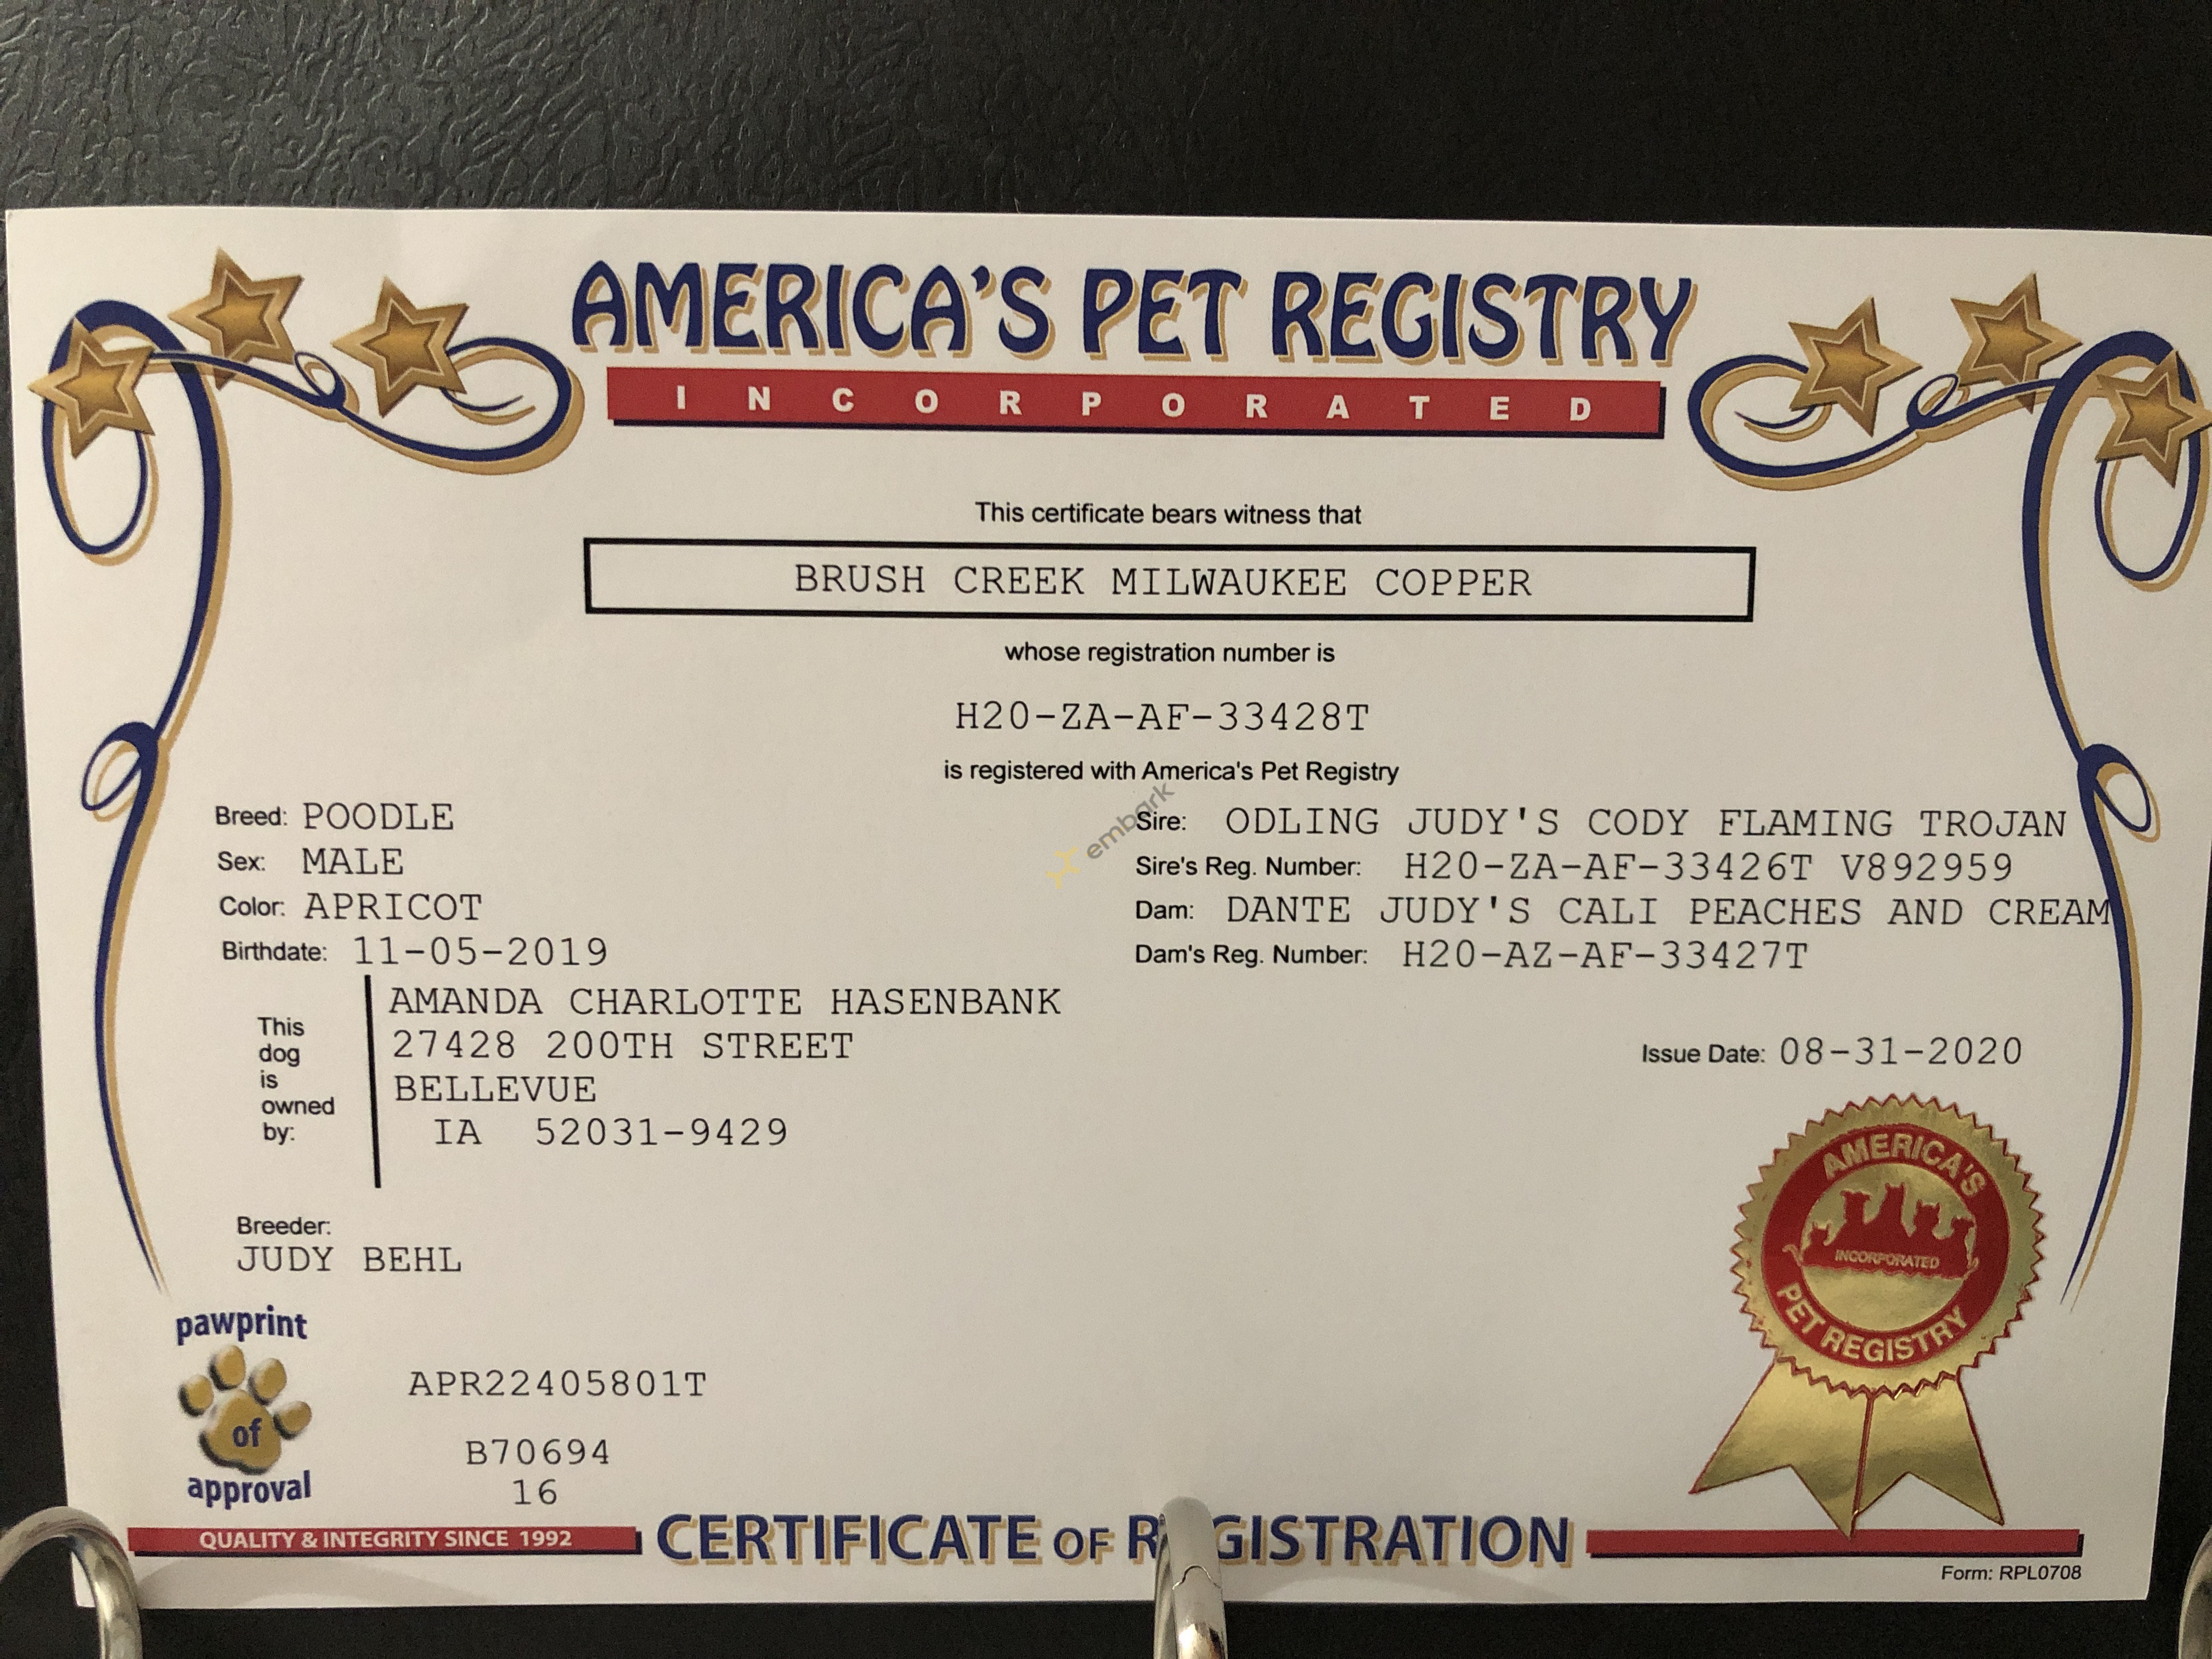 AMERICA'S PET REGISTRY
INCORPORATED
This certificate bears witness that
BRUSH CREEK MILWAUKEE COPPER
whose registration number is
H20-ZA-AF-33428T
is registered with America's Pet Registry
embark
Breed: POODLE
Sex: MALE
Color: APRICOT
Birthdate: 11-05-2019
Sire: ODLING JUDY'S CODY FLAMING TROJAN
Sire's Reg. Number: H20-ZA-AF-33426T V892959
Dam: DANTE JUDY'S CALI PEACHES AND CREAM
Dam's Reg. Number: H20-AZ-AF-33427T
This
dog
is
owned
by:
AMANDA CHARLOTTE HASENBANK
27428 200TH STREET
BELLEVUE
IA 52031-9429
Issue Date: 08-31-2020
Breeder:
JUDY BEHL
AMERICA'S
INCORPORATED
PET REGISTRY
pawprint
of
approval
APR22405801T
B70694
16
QUALITY & INTEGRITY SINCE 1992
CERTIFICATE OF REGISTRATION
Form: RPL0708